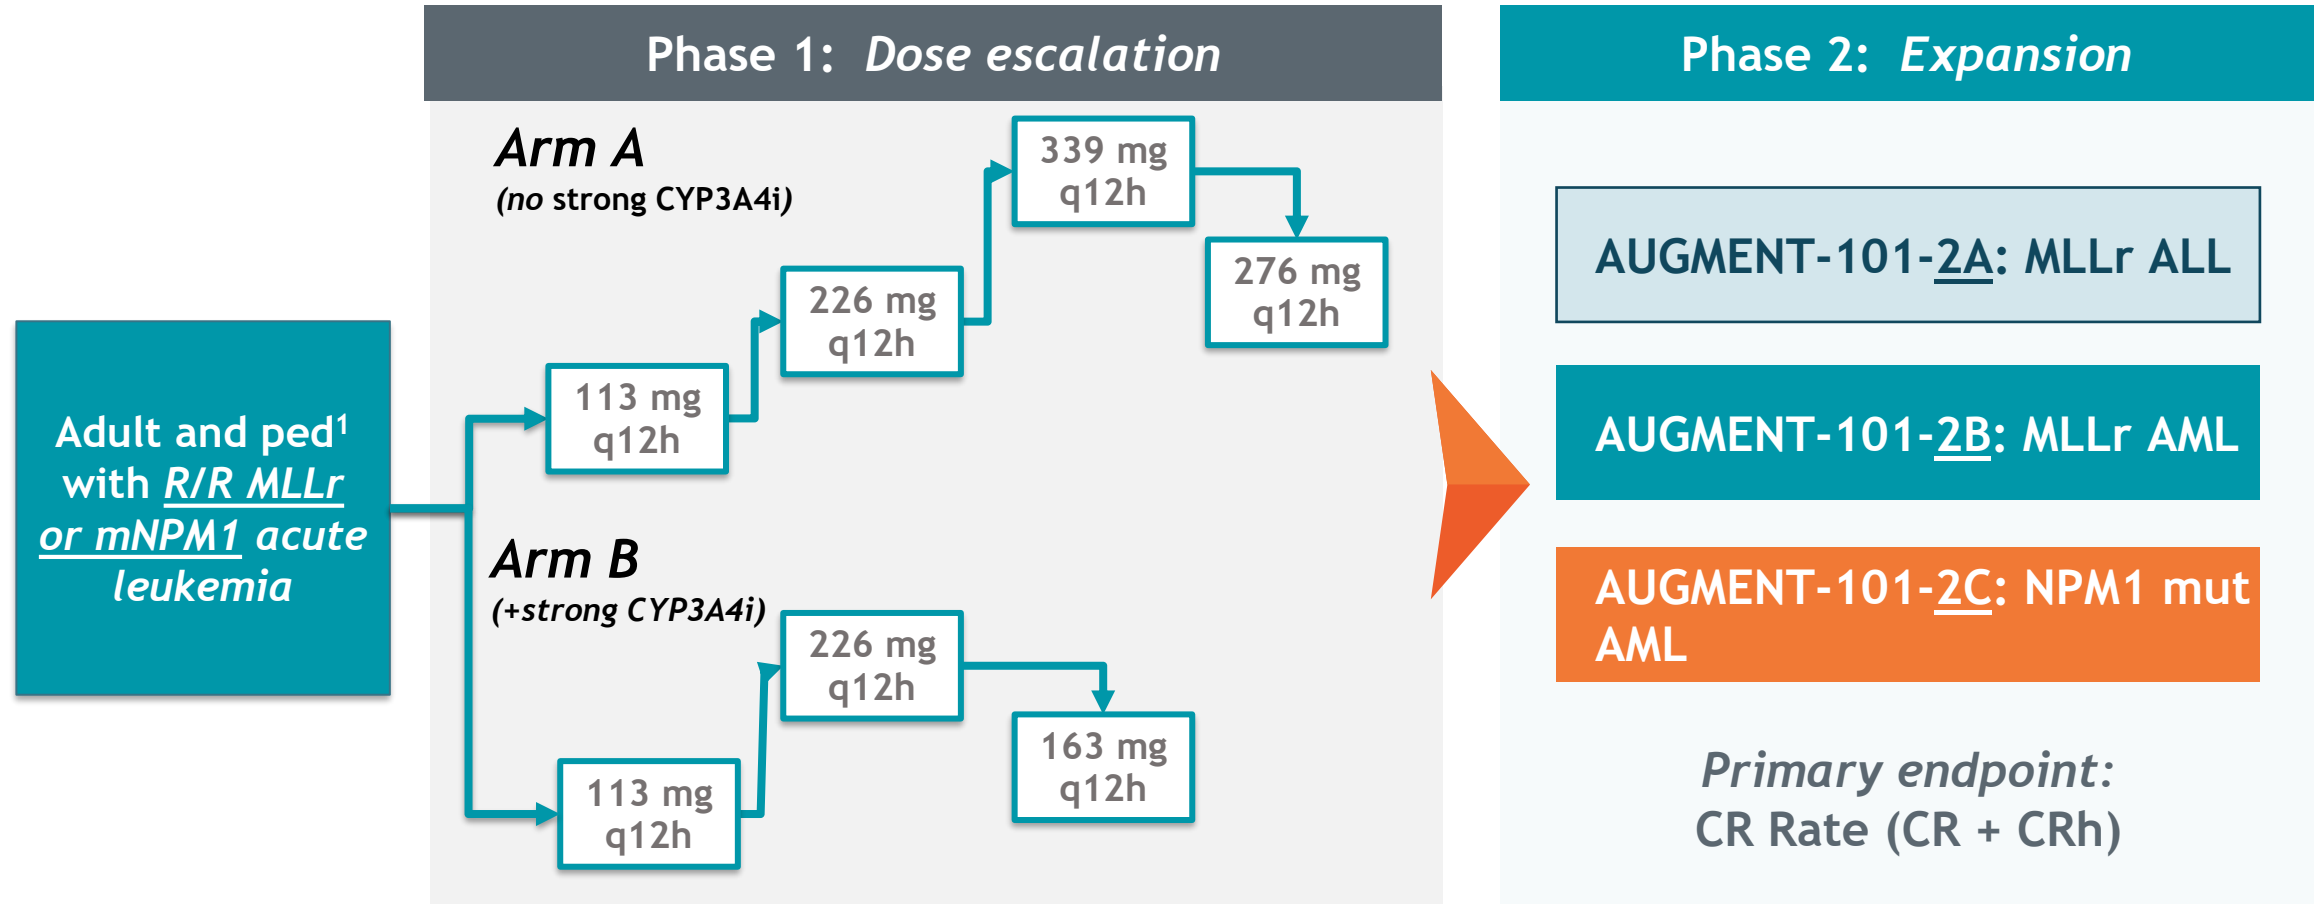 Phase 1: Dose escalation
Phase 2: Expansion
Adult and ped1
with R/R MLLr
or mNPM1 acute
leukemia
Arm A
(no strong CYP3A4i)
113 mg
q12h
226 mg
q12h
339 mg
q12h
276 mg
q12h
Arm B
(+strong CYP3A4i)
113 mg
q12h
226 mg
q12h
163 mg
q12h
AUGMENT-101-2A: MLLr ALL
AUGMENT-101-2B: MLLr AML
AUGMENT-101-2C: NPM1 mut
AML
Primary endpoint:
CR Rate (CR + CRh)